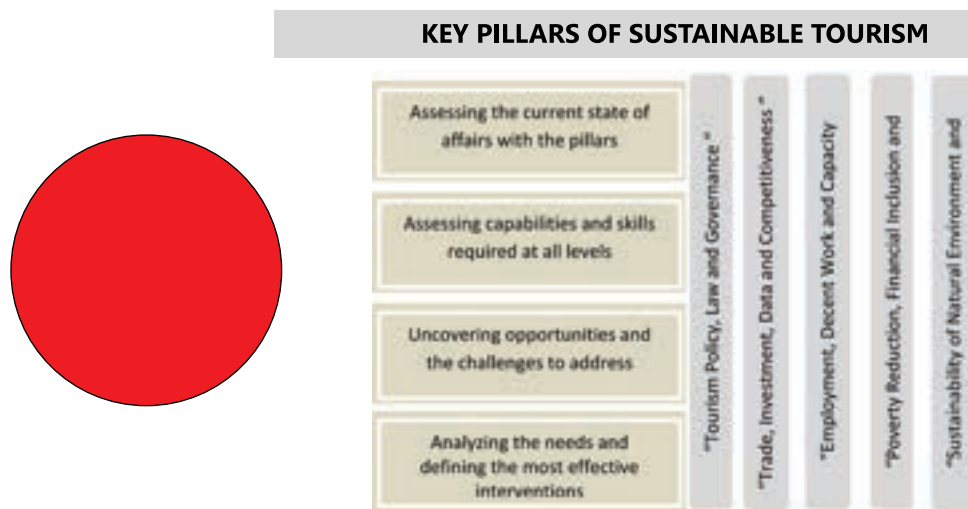 KEY PILLARS OF SUSTAINABLE TOURISM
Assessing the current state of
affairs with the pillars
Assessing capabilities and skills
required at all levels
Uncovering opportunities and
the challenges to address
Analyzing the needs and
defining the most effective
interventions
"Tourism Policy, Law and Governance "
"Trade, Investment, Data and Competitiveness "
"Employment, Decent Work and Capacity
"Poverty Reduction, Financial Inclusion and
"Sustainability of Natural Environment and